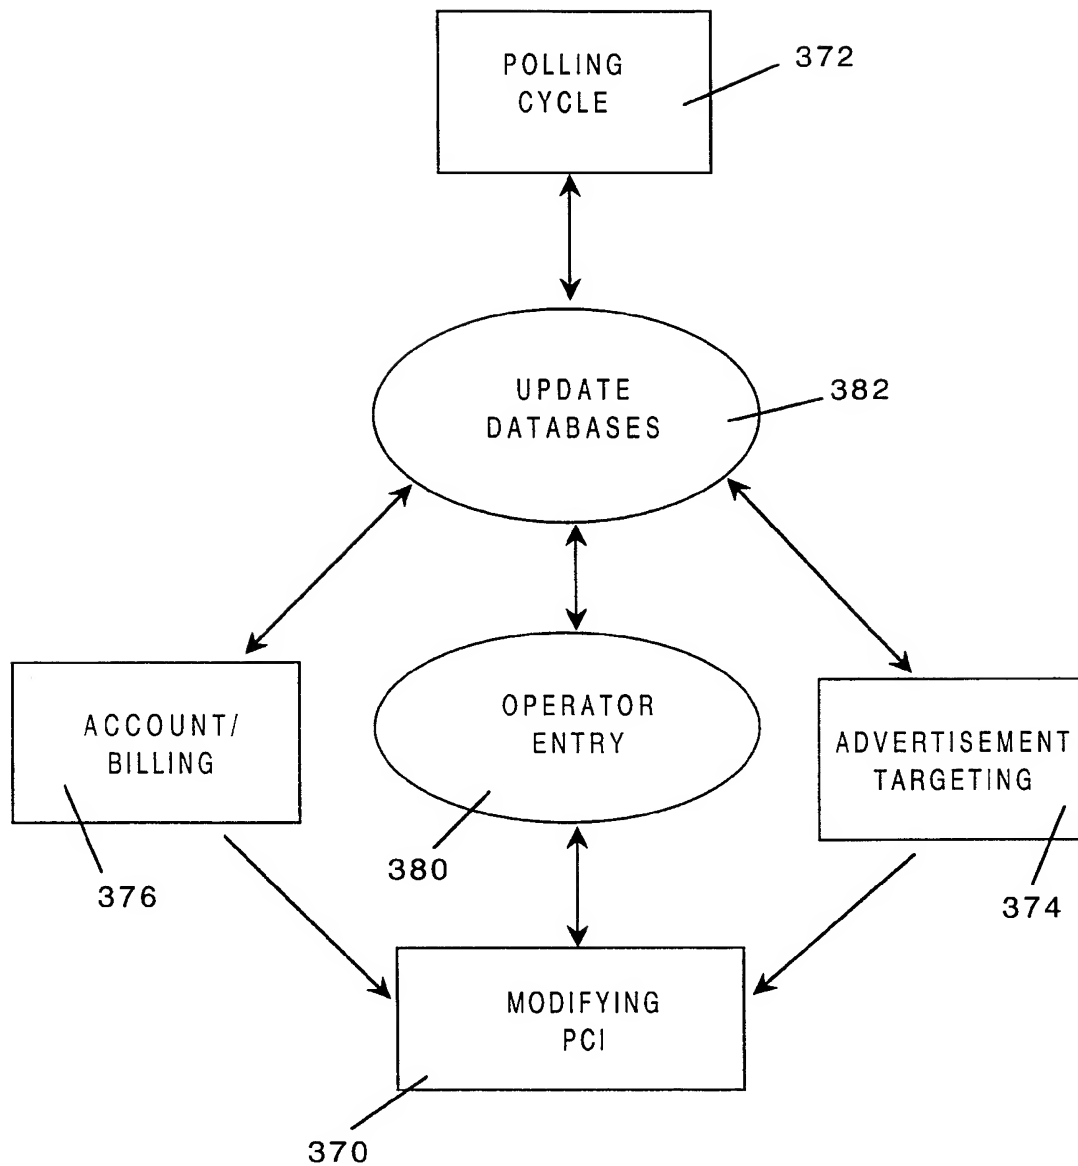 POLLING
CYCLE
372
UPDATE
DATABASES
382
ACCOUNT/
BILLING
376
OPERATOR
ENTRY
380
ADVERTISEMENT
TARGETING
374
MODIFYING
PCI
370